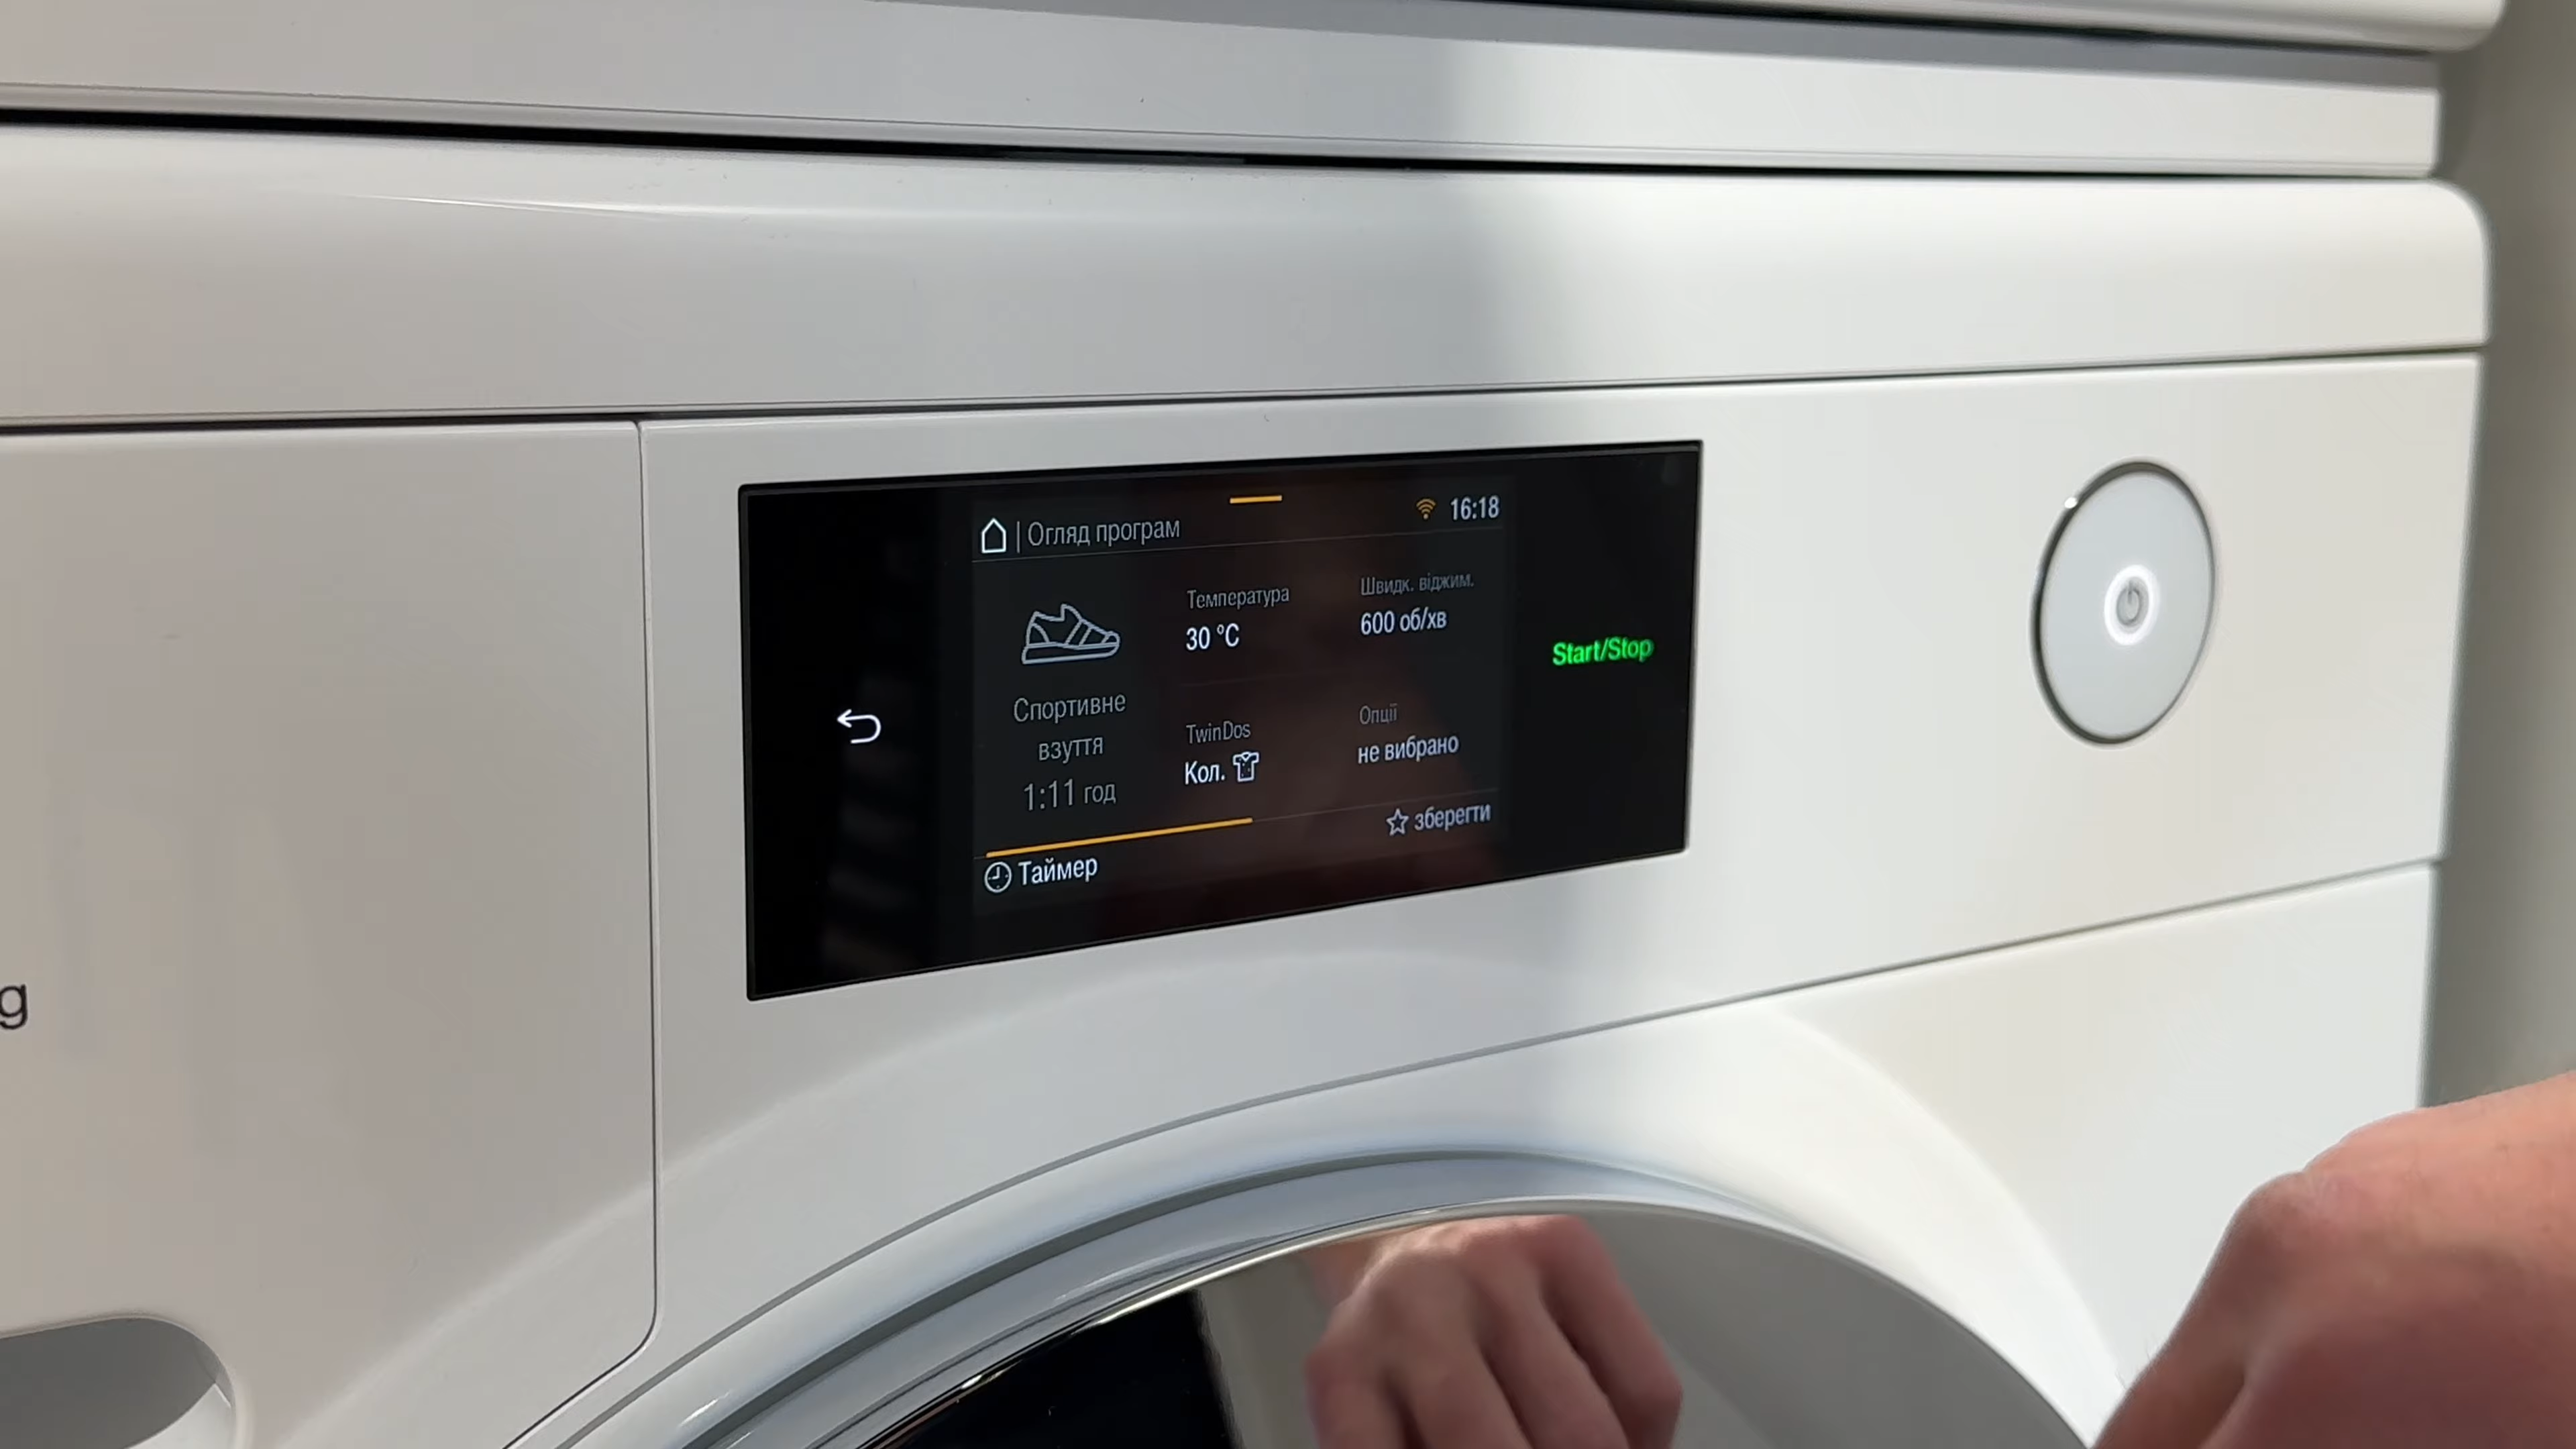 Огляд програм
16:18
Спортивне
взуття
1:11 год
Температура
30 °C
Швидк. віджим.
600 об/хв
TwinDos
Кол.
Опції
не вибрано
Таймер
зберегти
Start/Stop
g